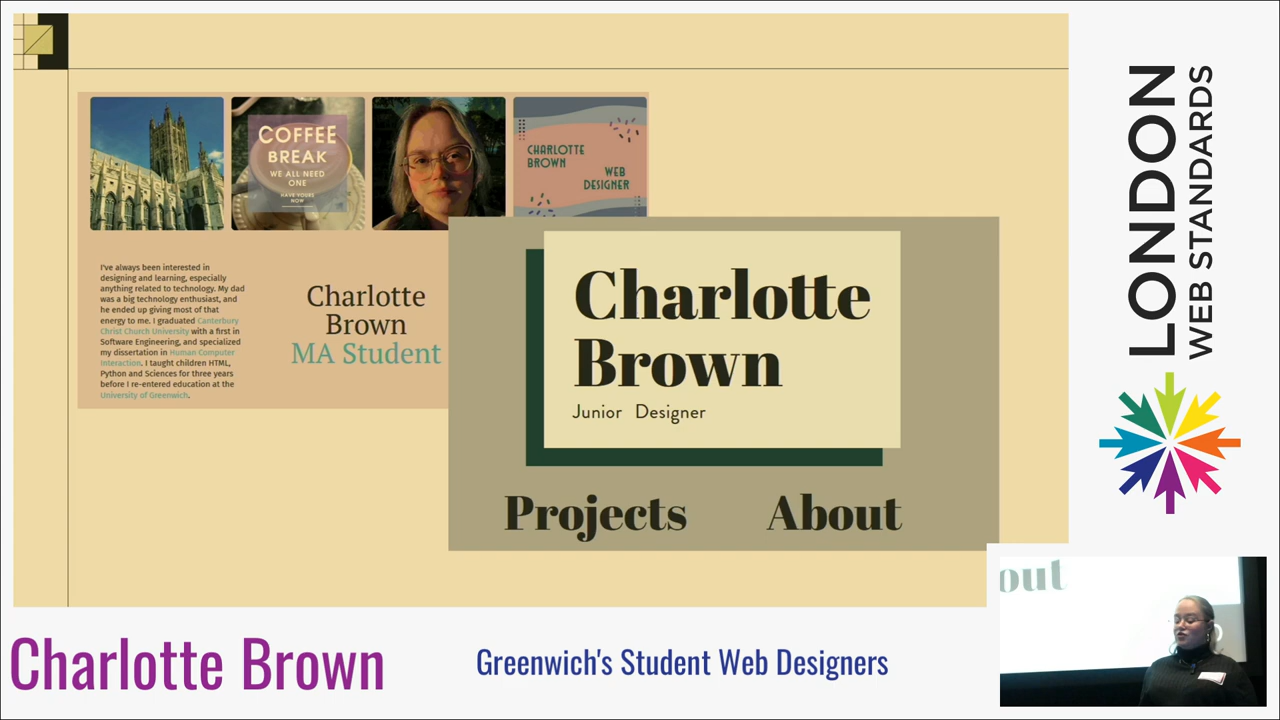 COFFEE
BREAK
WE ALL NEED
ONE
HAVE YOURS
NOW
CHARLOTTE
BROWN
WEB
DESIGNER
I've always been interested in
designing and learning, especially
anything related to technology. My dad
was a big technology enthusiast, and
he ended up giving most of that
energy to me. I graduated Canterbury
Christ Church University with a first in
Software Engineering, and specialized
my dissertation in Human Computer
Interaction. I taught children HTML,
Python and Sciences for three years
before I re-entered education at the
University of Greenwich.
Charlotte
Brown
MA Student
Charlotte
Brown
Junior Designer
Projects
About
LONDON
WEB STANDARDS
out
Charlotte Brown
Greenwich's Student Web Designers